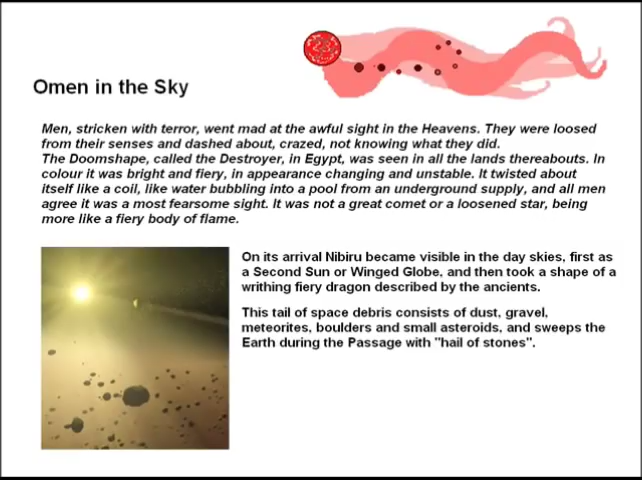 Omen in the Sky
Men, stricken with terror, went mad at the awful sight in the Heavens. They were loosed
from their senses and dashed about, crazed, not knowing what they did.
The Doomshape, called the Destroyer, in Egypt, was seen in all the lands thereabouts. In
colour it was bright and fiery, in appearance changing and unstable. It twisted about
itself like a coil, like water bubbling into a pool from an underground supply, and all men
agree it was a most fearsome sight. It was not a great comet or a loosened star, being
more like a fiery body of flame.
On its arrival Nibiru became visible in the day skies, first as
a Second Sun or Winged Globe, and then took a shape of a
writhing fiery dragon described by the ancients.
This tail of space debris consists of dust, gravel,
meteorites, boulders and small asteroids, and sweeps the
Earth during the Passage with "hail of stones".